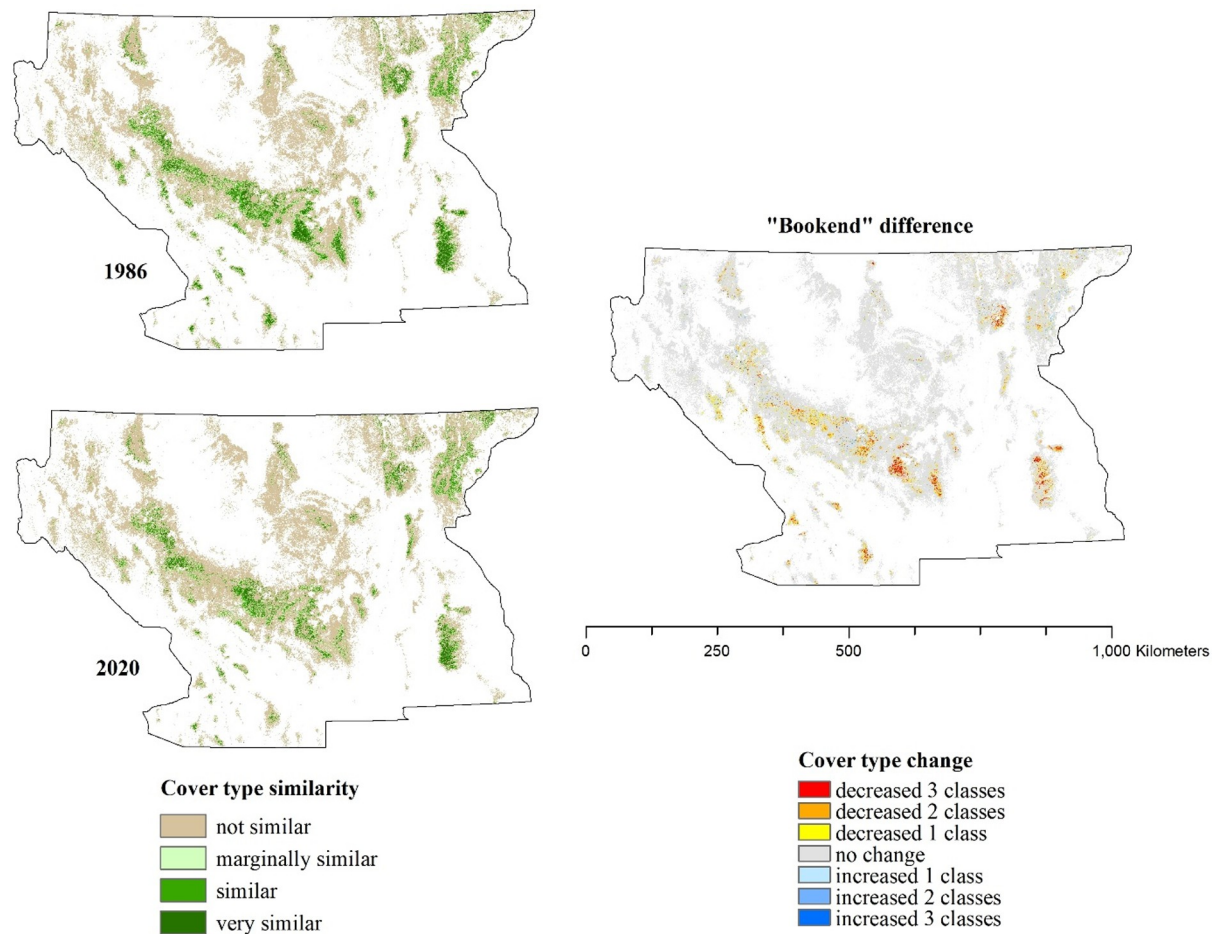 1986
"Bookend" difference
2020
0 250 500 1,000 Kilometers
Cover type similarity
not similar
marginally similar
similar
very similar
Cover type change
decreased 3 classes
decreased 2 classes
decreased 1 class
no change
increased 1 class
increased 2 classes
increased 3 classes